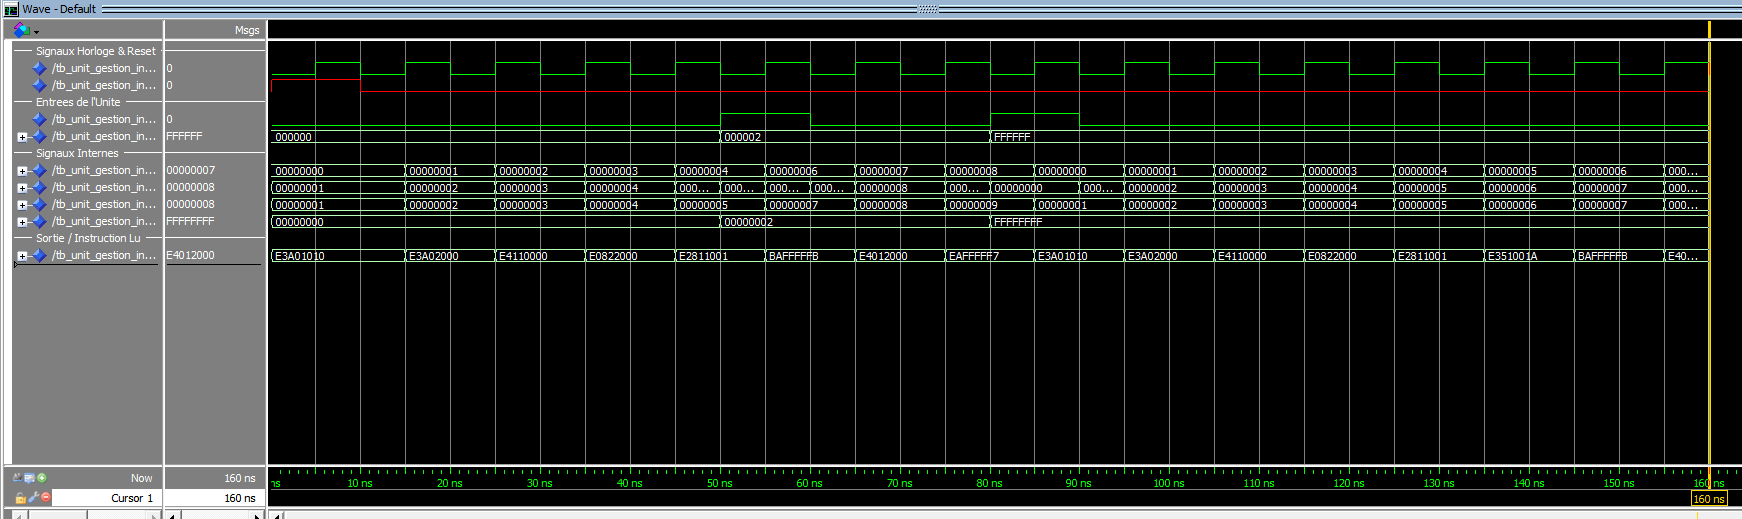 Wave - Default
Msgs
Signaux Horloge & Reset
/tb_unit_gestion_in... 0
/tb_unit_gestion_in... 0
Entrees de l'Unite
/tb_unit_gestion_in... 0
/tb_unit_gestion_in... FFFFFF 000000 000002 FFFFFF
Signaux Internes
/tb_unit_gestion_in... 00000007 00000000 00000001 00000002 00000003 00000004 00000006 00000007 00000008 00000000 00000001 00000002 00000003 00000004 00000005 00000006 000...
/tb_unit_gestion_in... 00000008 00000001 00000002 00000003 00000004 000... 000... 000... 000... 00000008 000... 00000000 000... 00000002 00000003 00000004 00000005 00000006 00000007 000...
/tb_unit_gestion_in... 00000008 00000001 00000002 00000003 00000004 00000005 00000007 00000008 00000009 00000001 00000002 00000003 00000004 00000005 00000006 00000007 000...
/tb_unit_gestion_in... FFFFFFFF 00000000 00000002 FFFFFFFF
Sortie / Instruction Lu
/tb_unit_gestion_in... E4012000 E3A01010 E3A02000 E4110000 E0822000 E2811001 BAFFFFFB E4012000 EAFFFFF7 E3A01010 E3A02000 E4110000 E0822000 E2811001 E351001A BAFFFFFB E40...
Now 160 ns ns 10 ns 20 ns 30 ns 40 ns 50 ns 60 ns 70 ns 80 ns 90 ns 100 ns 110 ns 120 ns 130 ns 140 ns 150 ns 160 ns
Cursor 1 160 ns 160 ns